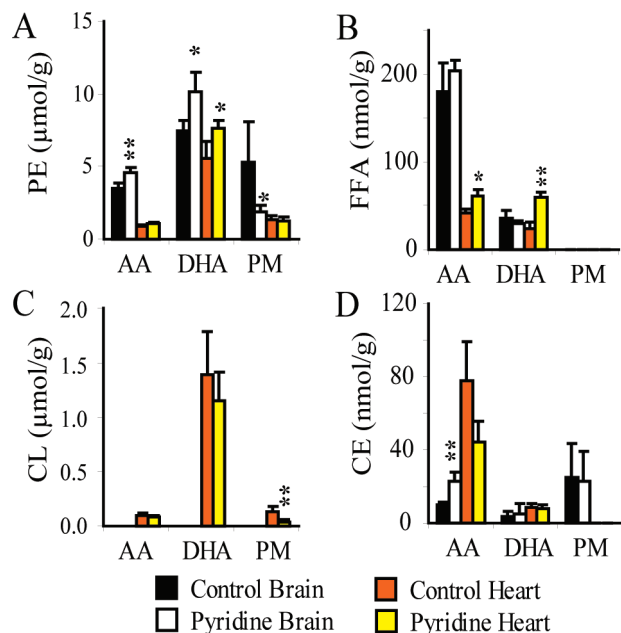 A
PE (µmol/g)
15
10
5
0
**
*
*
*
AA DHA PM
B
FFA (nmol/g)
200
100
0
*
**
AA DHA PM
C
CL (µmol/g)
2.0
1.5
1.0
0.5
0.0
**
AA DHA PM
D
CE (nmol/g)
120
80
40
0
**
AA DHA PM
Control Brain
Control Heart
Pyridine Brain
Pyridine Heart